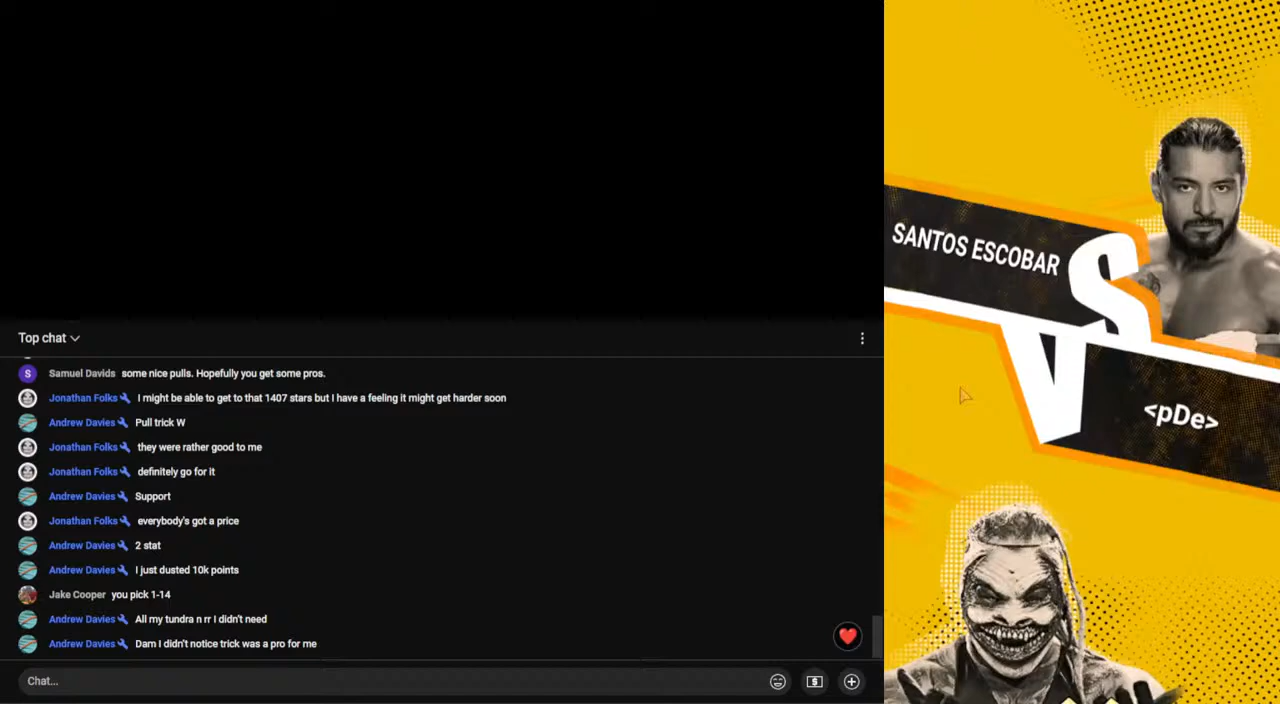 Top chat
Samuel Davids some nice pulls. Hopefully you get some pros.
Jonathan Folks I might be able to get to that 1407 stars but I have a feeling it might get harder soon
Andrew Davies Pull trick W
Jonathan Folks they were rather good to me
Jonathan Folks definitely go for it
Andrew Davies Support
Jonathan Folks everybody's got a price
Andrew Davies 2 stat
Andrew Davies I just dusted 10k points
Jake Cooper you pick 1-14
Andrew Davies All my tundra n rr I didn't need
Andrew Davies Dam I didn't notice trick was a pro for me
Chat...
SANTOS ESCOBAR
VS
<pDe>